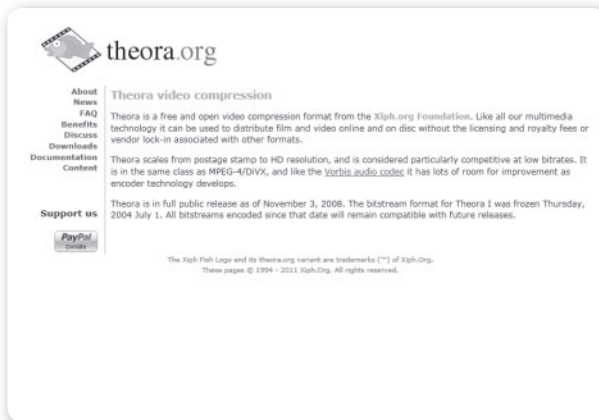 theora.org
About
News
FAQ
Benefits
Discuss
Downloads
Documentation
Content
Support us
PayPal
Donate
Theora video compression
Theora is a free and open video compression format from the Xiph.org Foundation. Like all our multimedia
technology it can be used to distribute film and video online and on disc without the licensing and royalty fees or
vendor lock-in associated with other formats.
Theora scales from postage stamp to HD resolution, and is considered particularly competitive at low bitrates. It
is in the same class as MPEG-4/DivX, and like the Vorbis audio codec it has lots of room for improvement as
encoder technology develops.
Theora is in full public release as of November 3, 2008. The bitstream format for Theora I was frozen Thursday,
2004 July 1. All bitstreams encoded since that date will remain compatible with future releases.
The Xiph Fish Logo and its theora.org variant are trademarks (™) of Xiph.Org.
These pages © 1994 - 2011 Xiph.Org. All rights reserved.